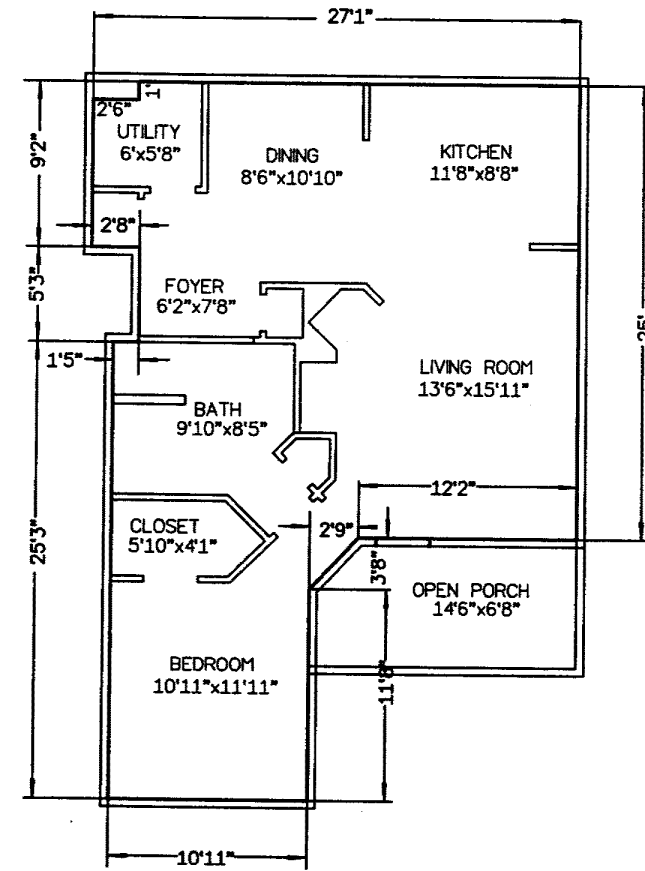 27'1"
1'
2'6"
UTILITY
6'x5'8"
DINING
8'6"x10'10"
KITCHEN
11'8"x8'8"
9'2"
2'8"
5'3"
FOYER
6'2"x7'8"
1'5"
LIVING ROOM
13'6"x15'11"
BATH
9'10"x8'5"
12'2"
CLOSET
5'10"x4'1"
2'9"
3'8"
25'3"
OPEN PORCH
14'6"x6'8"
BEDROOM
10'11"x11'11"
11'8"
10'11"